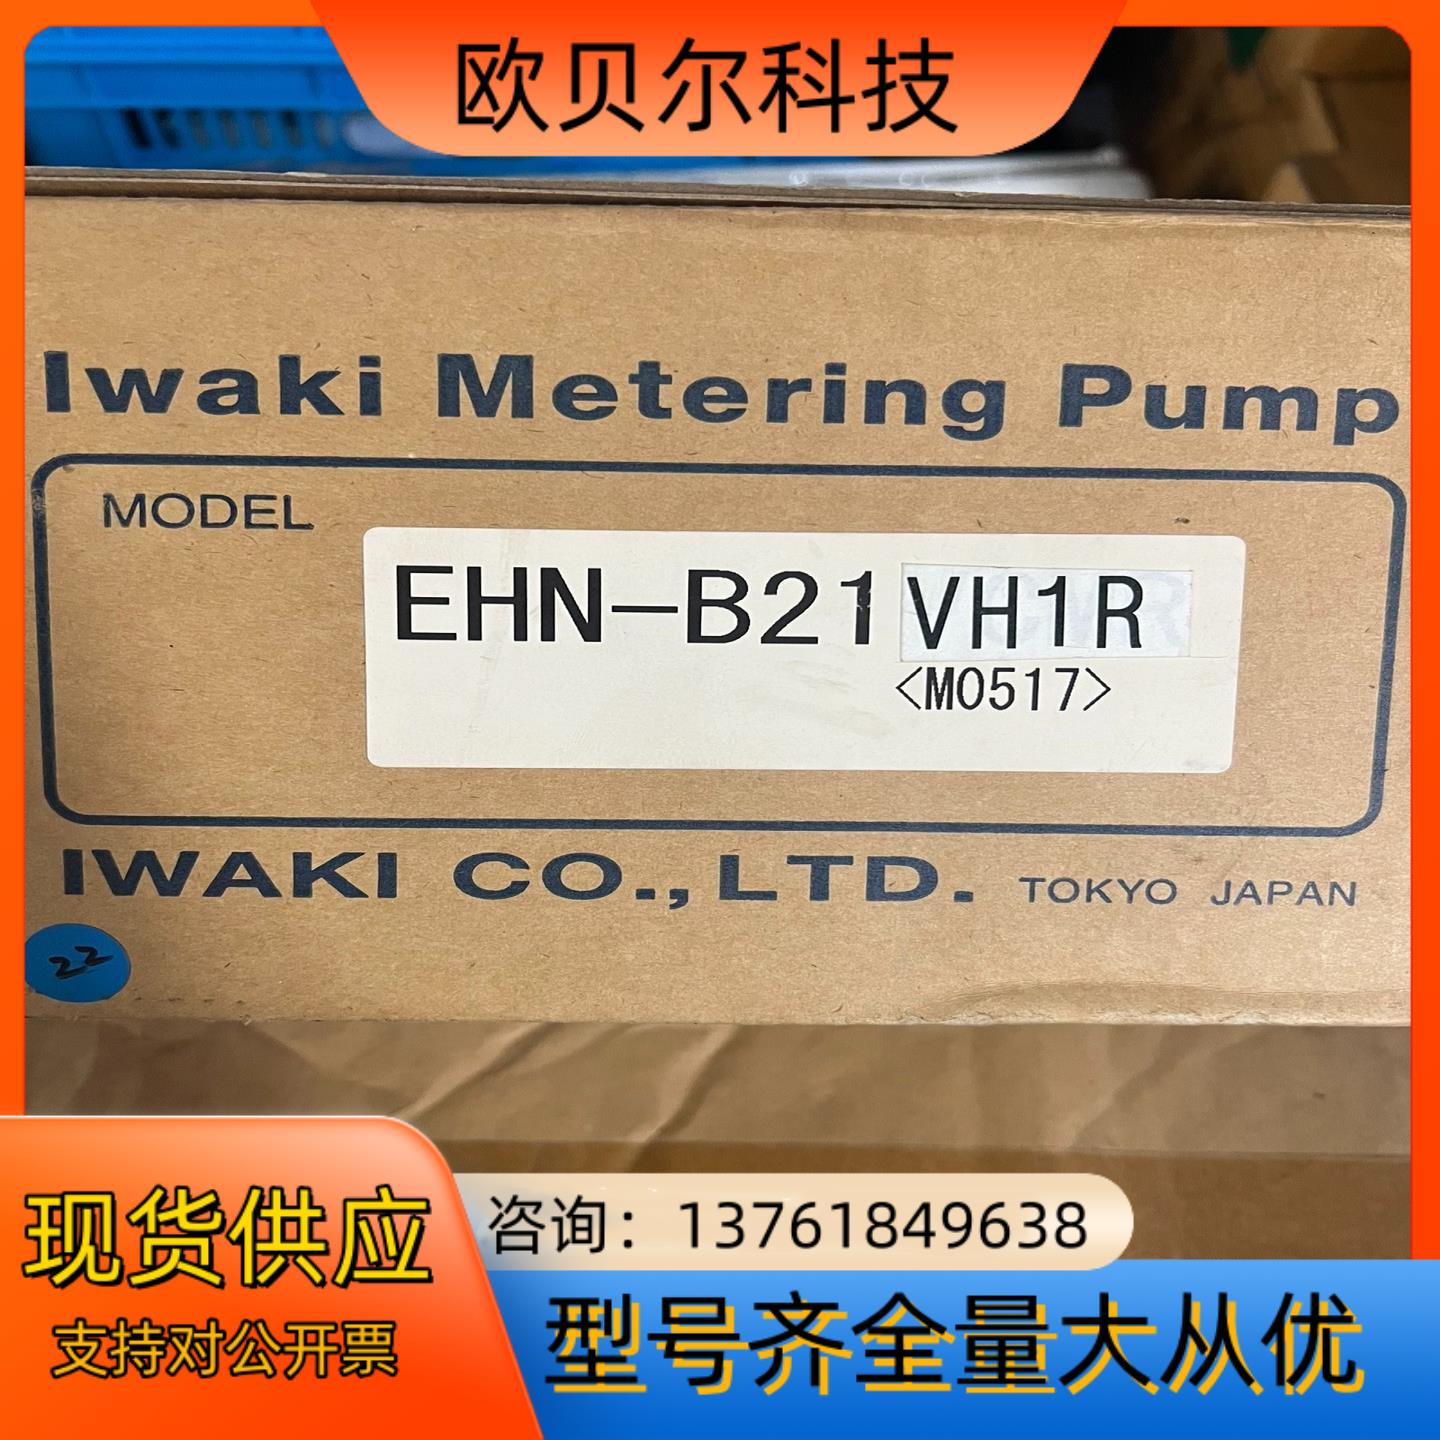 欧贝尔科技
Iwaki Metering Pump
MODEL
EHN-B21VH1R
<M0517>
IWAKI CO.,LTD. TOKYO JAPAN
22
现货供应
支持对公开票
咨询：13761849638
型号齐全量大从优